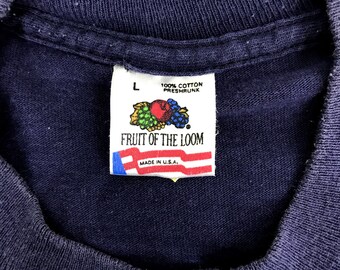 L
100% COTTON
PRESHRUNK
®
FRUIT OF THE LOOM
MADE IN U.S.A.